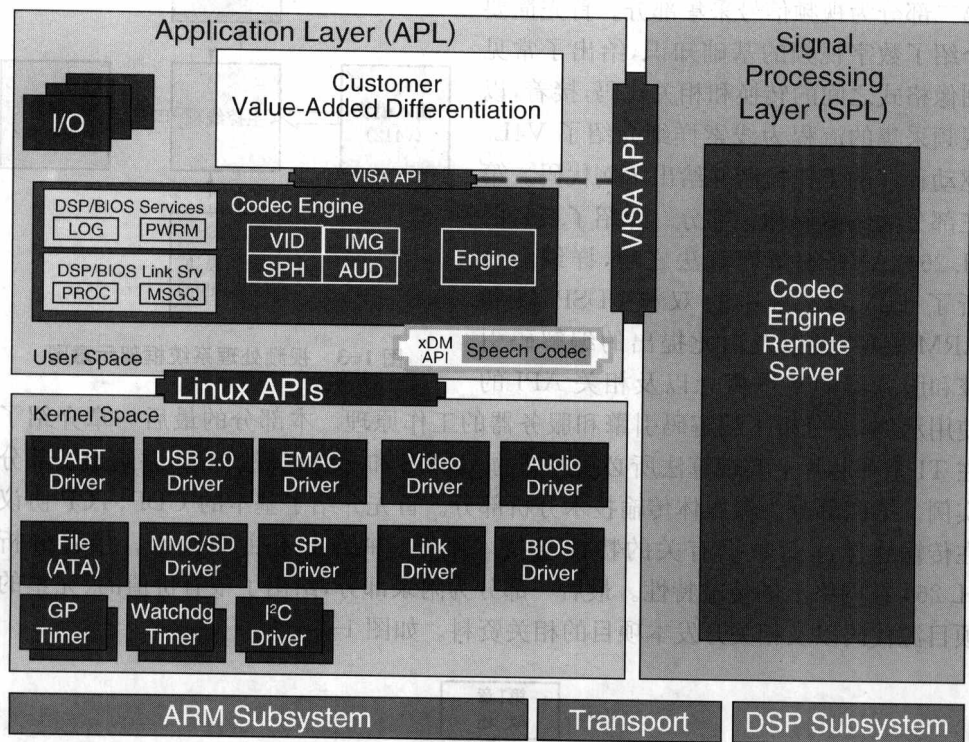 Application Layer (APL)
Signal
Processing
Layer (SPL)
I/O
Customer
Value-Added Differentiation
VISA API
VISA API
DSP/BIOS Services
LOG
PWRM
DSP/BIOS Link Srv
PROC
MSGQ
Codec Engine
VID
IMG
SPH
AUD
Engine
xDM
API
Speech Codec
User Space
Codec
Engine
Remote
Server
Linux APIs
Kernel Space
UART
Driver
USB 2.0
Driver
EMAC
Driver
Video
Driver
Audio
Driver
File
(ATA)
MMC/SD
Driver
SPI
Driver
Link
Driver
BIOS
Driver
GP
Timer
Watchdg
Timer
I²C
Driver
ARM Subsystem
Transport
DSP Subsystem